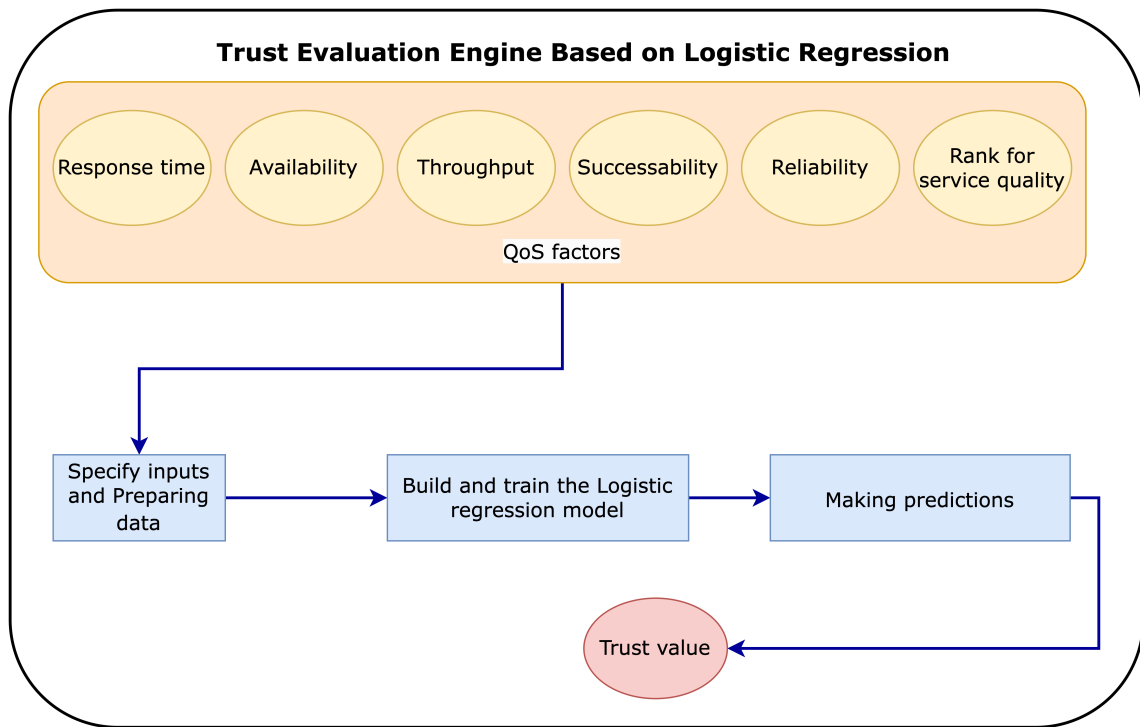 Trust Evaluation Engine Based on Logistic Regression
Response time
Availability
Throughput
Successability
Reliability
Rank for
service quality
QoS factors
Specify inputs
and Preparing
data
Build and train the Logistic
regression model
Making predictions
Trust value